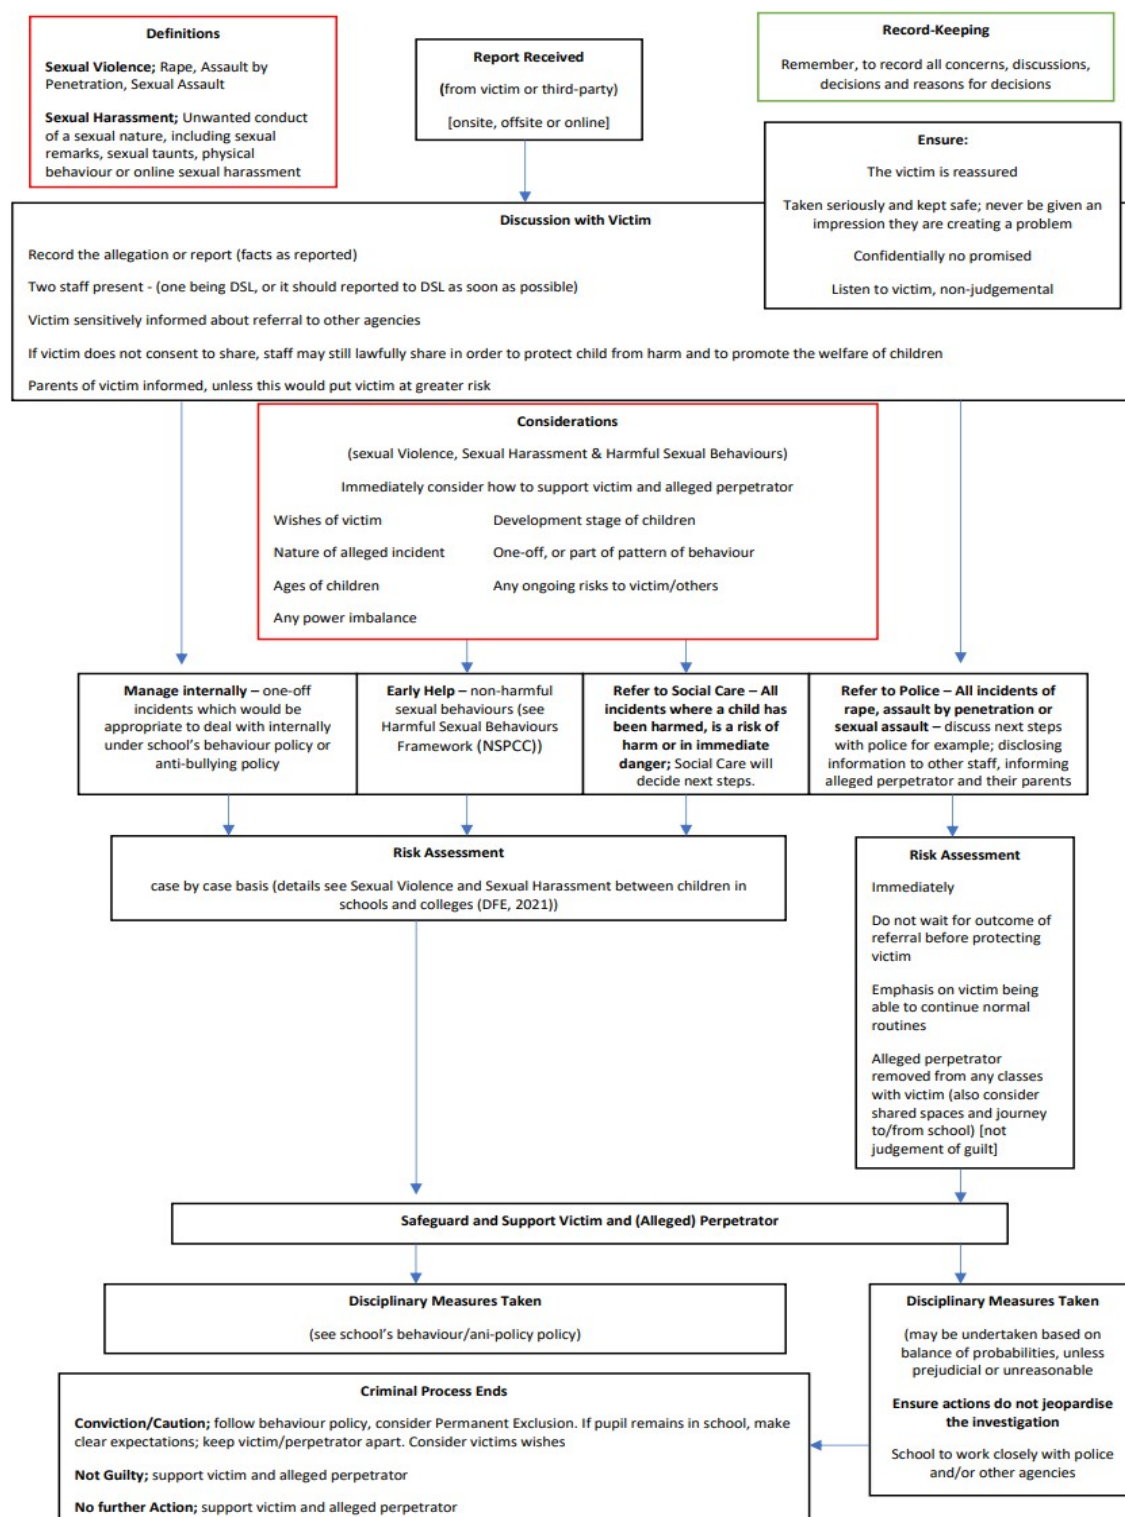 Definitions
Sexual Violence; Rape, Assault by
Penetration, Sexual Assault
Sexual Harassment; Unwanted conduct
of a sexual nature, including sexual
remarks, sexual taunts, physical
behaviour or online sexual harassment
Report Received
(from victim or third-party)
[onsite, offsite or online]
Record-Keeping
Remember, to record all concerns, discussions,
decisions and reasons for decisions
Ensure:
The victim is reassured
Taken seriously and kept safe; never be given an
impression they are creating a problem
Confidentially no promised
Listen to victim, non-judgemental
Discussion with Victim
Record the allegation or report (facts as reported)
Two staff present - (one being DSL, or it should reported to DSL as soon as possible)
Victim sensitively informed about referral to other agencies
If victim does not consent to share, staff may still lawfully share in order to protect child from harm and to promote the welfare of children
Parents of victim informed, unless this would put victim at greater risk
Considerations
(sexual Violence, Sexual Harassment & Harmful Sexual Behaviours)
Immediately consider how to support victim and alleged perpetrator
Wishes of victim Development stage of children
Nature of alleged incident One-off, or part of pattern of behaviour
Ages of children Any ongoing risks to victim/others
Any power imbalance
Manage internally – one-off
incidents which would be
appropriate to deal with internally
under school's behaviour policy or
anti-bullying policy
Early Help – non-harmful
sexual behaviours (see
Harmful Sexual Behaviours
Framework (NSPCC))
Refer to Social Care – All
incidents where a child has
been harmed, is a risk of
harm or in immediate
danger; Social Care will
decide next steps.
Refer to Police – All incidents of
rape, assault by penetration or
sexual assault – discuss next steps
with police for example; disclosing
information to other staff, informing
alleged perpetrator and their parents
Risk Assessment
case by case basis (details see Sexual Violence and Sexual Harassment between children in
schools and colleges (DFE, 2021))
Risk Assessment
Immediately
Do not wait for outcome of
referral before protecting
victim
Emphasis on victim being
able to continue normal
routines
Alleged perpetrator
removed from any classes
with victim (also consider
shared spaces and journey
to/from school) [not
judgement of guilt]
Safeguard and Support Victim and (Alleged) Perpetrator
Disciplinary Measures Taken
(see school's behaviour/ani-policy policy)
Disciplinary Measures Taken
(may be undertaken based on
balance of probabilities, unless
prejudicial or unreasonable
Ensure actions do not jeopardise
the investigation
School to work closely with police
and/or other agencies
Criminal Process Ends
Conviction/Caution; follow behaviour policy, consider Permanent Exclusion. If pupil remains in school, make
clear expectations; keep victim/perpetrator apart. Consider victims wishes
Not Guilty; support victim and alleged perpetrator
No further Action; support victim and alleged perpetrator